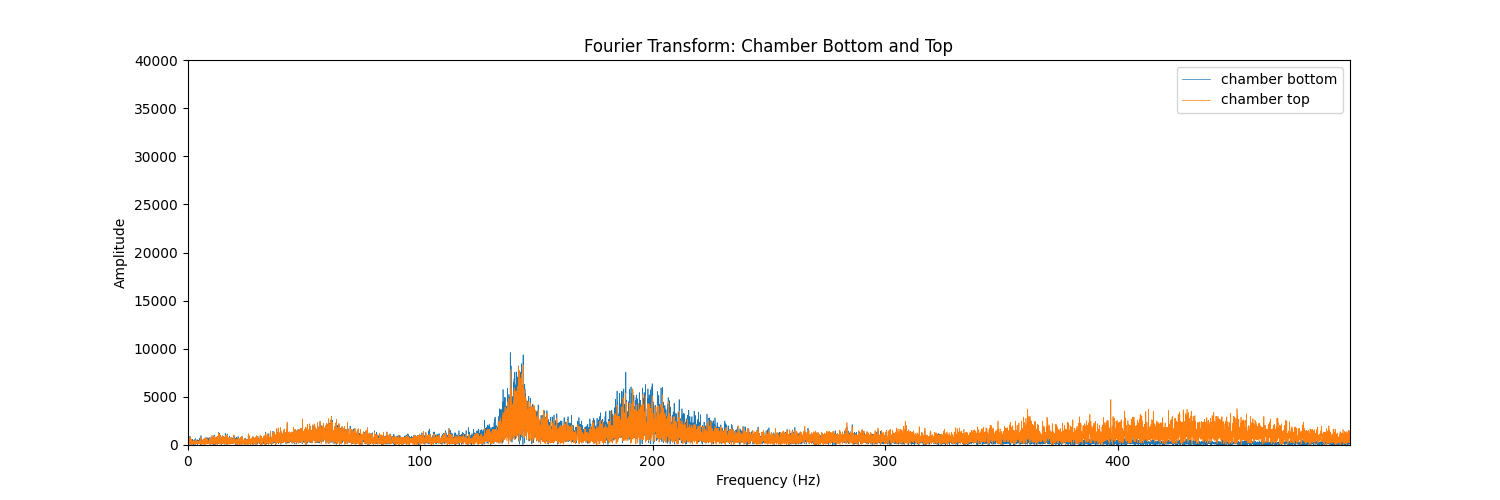 Fourier Transform: Chamber Bottom and Top
chamber bottom
chamber top
Amplitude
40000
35000
30000
25000
20000
15000
10000
5000
0
0 100 200 300 400
Frequency (Hz)